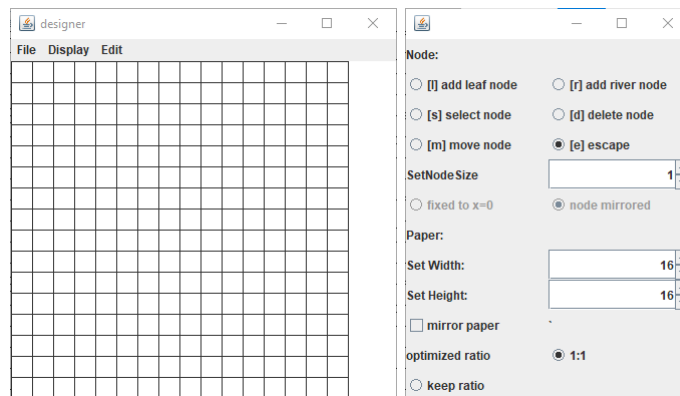 designer
File Display Edit
Node:
[l] add leaf node [r] add river node
[s] select node [d] delete node
[m] move node [e] escape
SetNodeSize 1
fixed to x=0 node mirrored
Paper:
Set Width: 16
Set Height: 16
mirror paper `
optimized ratio 1:1
keep ratio